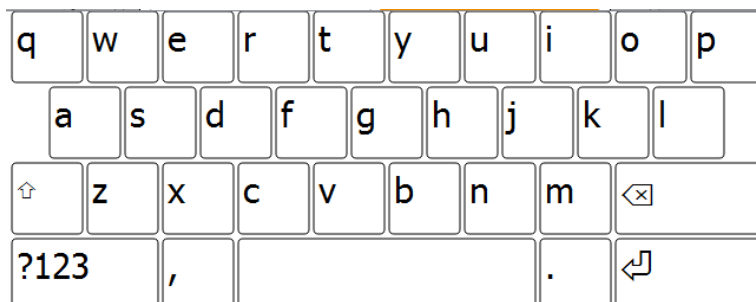 q w e r t y u i o p
a s d f g h j k l
⇧ z x c v b n m ⌫
?123 , . ⏎